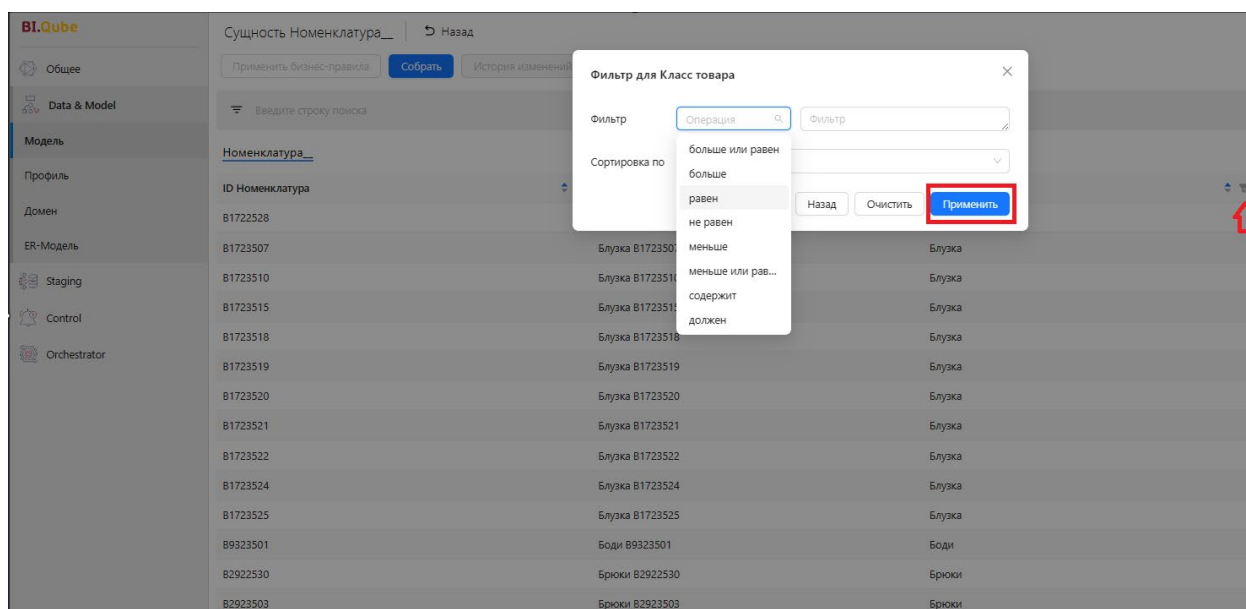 BI.Qube
Сущность Номенклатура__ Назад
Применить бизнес-правила Собрать История изменений
Общее
Data & Model
Модель
Профиль
Домен
ER-Модель
Staging
Control
Orchestrator
Введите строку поиска
Номенклатура__
Фильтр для Класс товара
Фильтр Операция Фильтр
Сортировка по
больше или равен
больше
равен
не равен
меньше
меньше или рав...
содержит
должен
Назад Очистить Применить
ID Номенклатура
B1722528
B1723507 Блузка B172350 Блузка
B1723510 Блузка B172351 Блузка
B1723515 Блузка B172351 Блузка
B1723518 Блузка B1723518 Блузка
B1723519 Блузка B1723519 Блузка
B1723520 Блузка B1723520 Блузка
B1723521 Блузка B1723521 Блузка
B1723522 Блузка B1723522 Блузка
B1723524 Блузка B1723524 Блузка
B1723525 Блузка B1723525 Блузка
B9323501 Боди B9323501 Боди
B2922530 Брюки B2922530 Брюки
B2923503 Брюки B2923503 Брюки